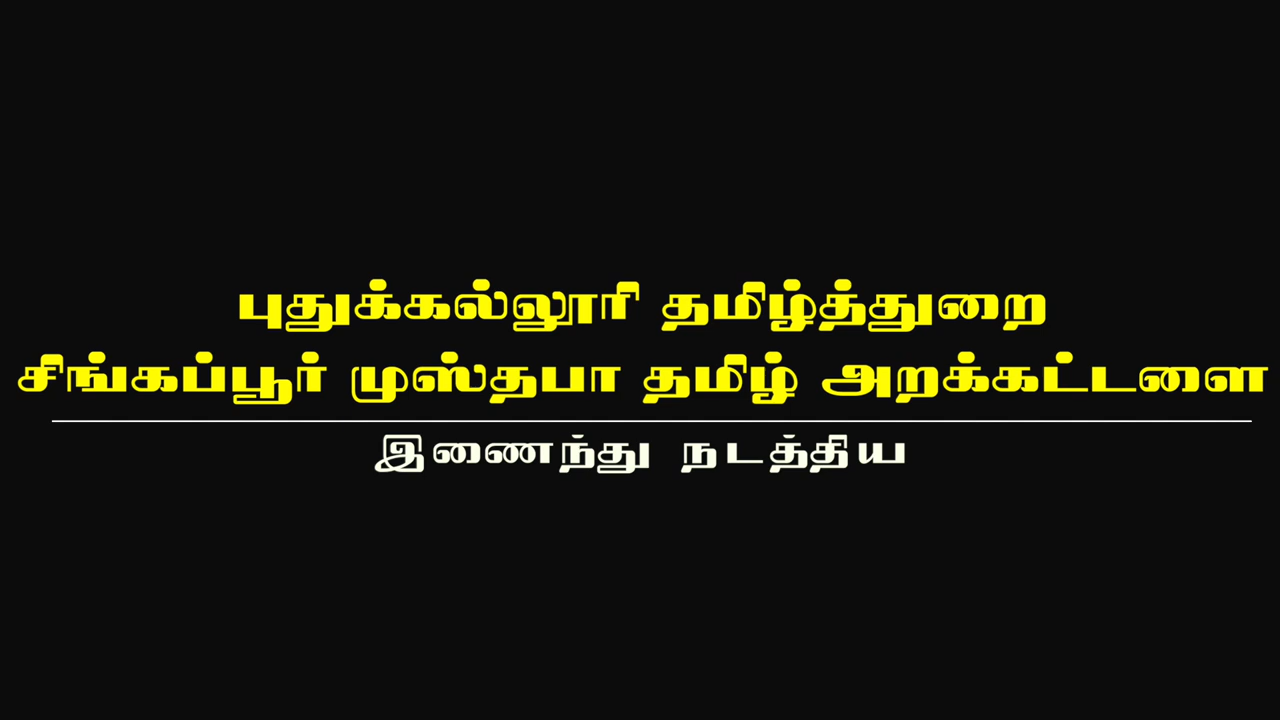 புதுக்கல்லூரி தமிழ்த்துறை
சிங்கப்பூர் முஸ்தபா தமிழ் அறக்கட்டளை
இணைந்து நடத்திய